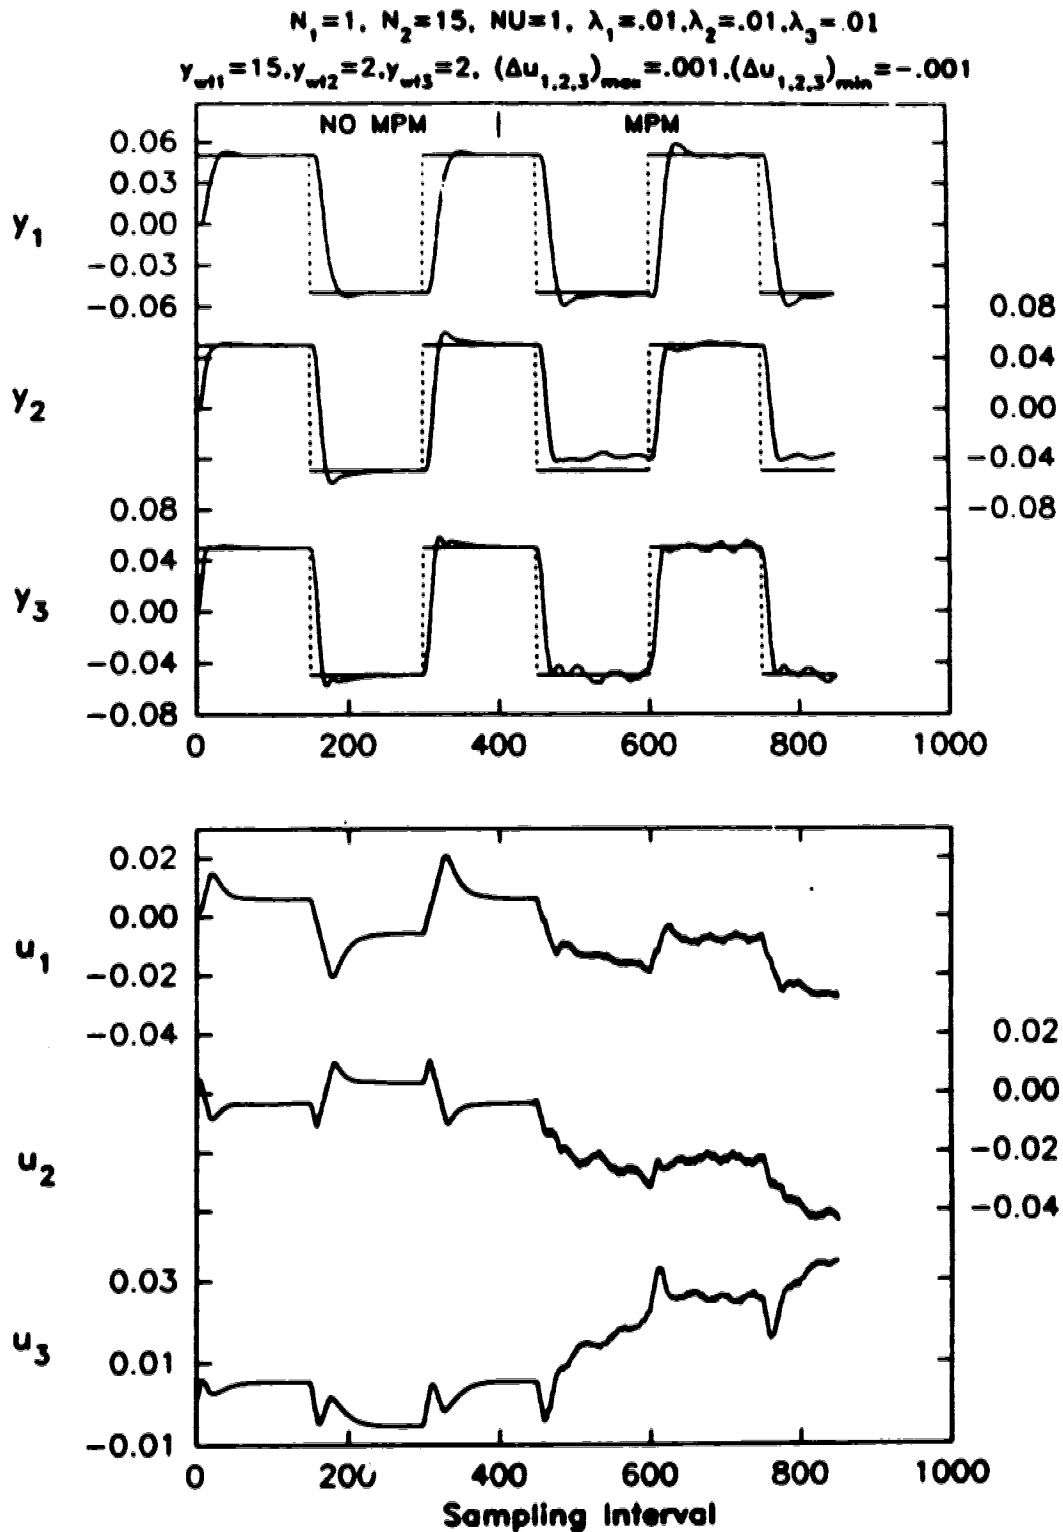 N₁=1, N₂=15, NU=1, λ₁=.01,λ₂=.01,λ₃=.01
y_wt1=15,y_wt2=2,y_wt3=2, (Δu₁,₂,₃)max=.001,(Δu₁,₂,₃)min=-.001
NO MPM | MPM
0.06
0.03
y₁
0.00
-0.03
-0.06
0.08
0.04
y₂
0.00
-0.04
-0.08
0.08
0.04
y₃
0.00
-0.04
-0.08
0 200 400 600 800 1000
0.02
0.00
u₁
-0.02
-0.04
0.02
0.00
u₂
-0.02
-0.04
0.03
u₃
0.01
-0.01
0 200 400 600 800 1000
Sampling Interval